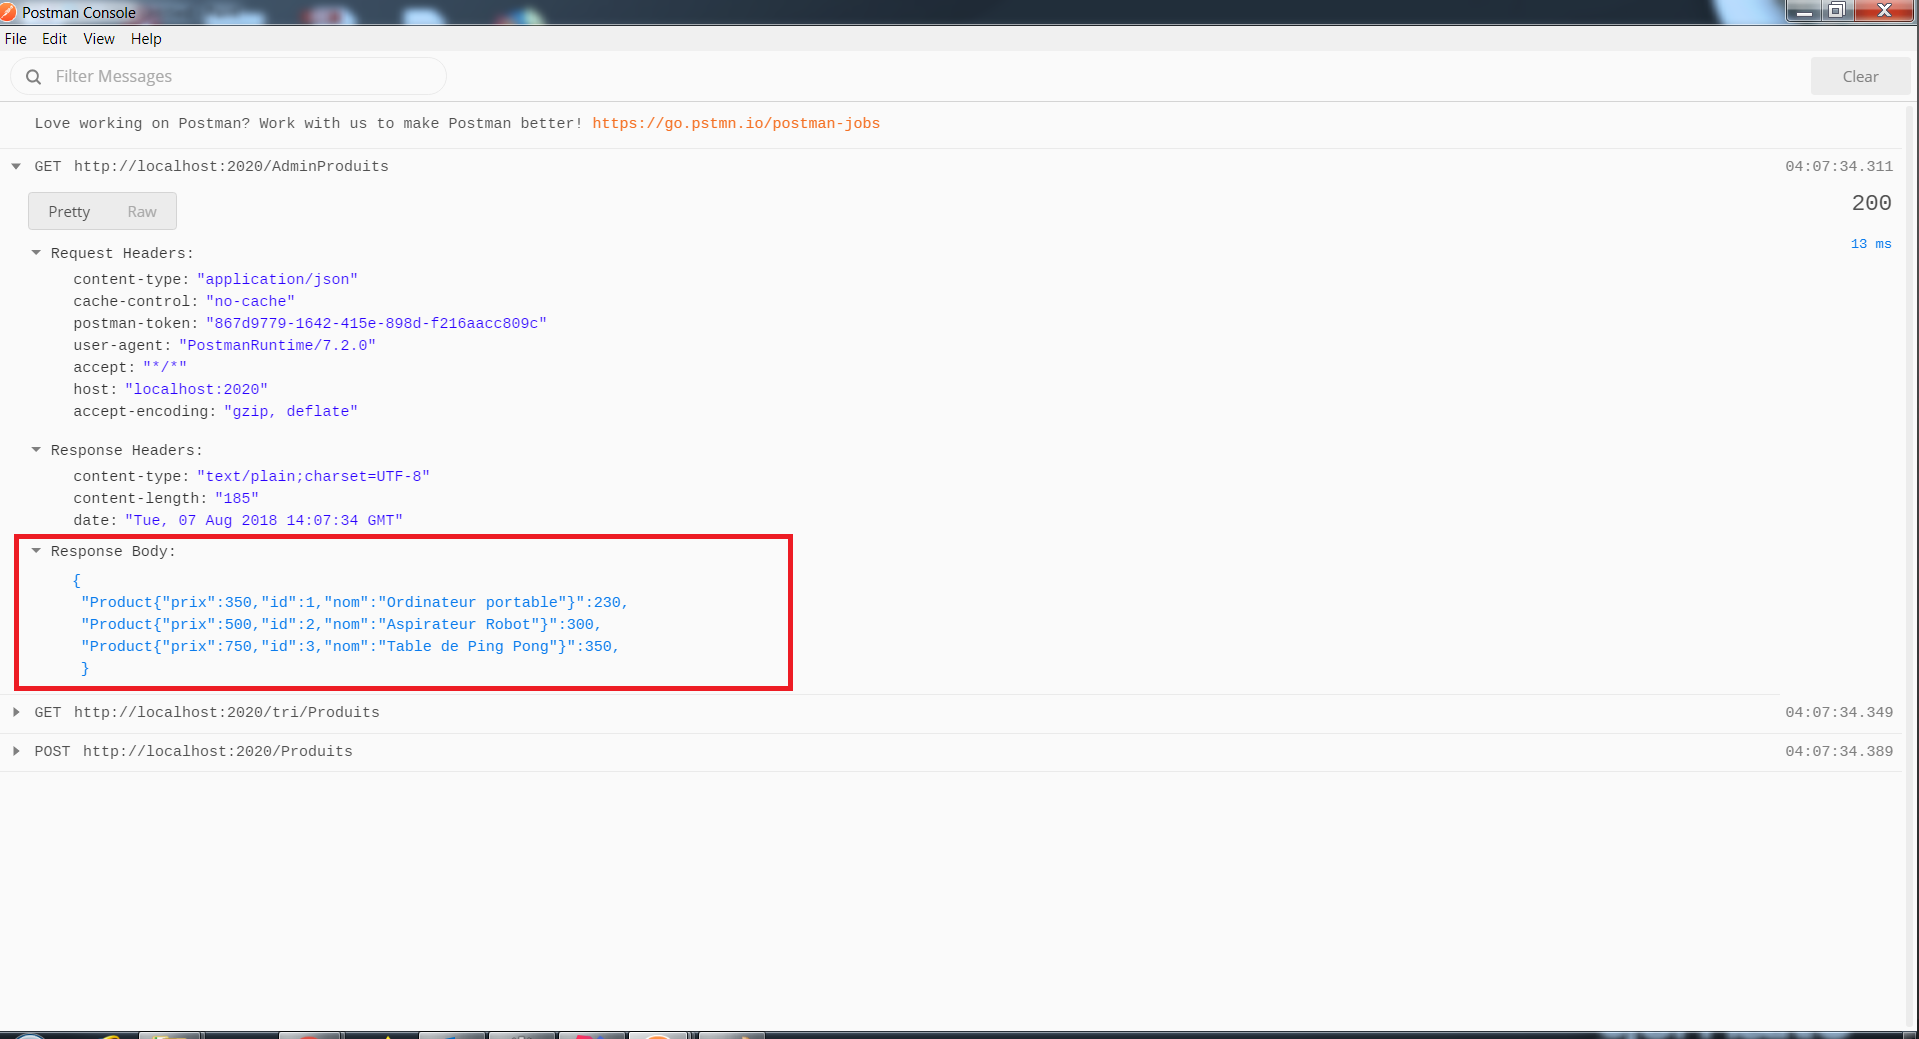 Postman Console
File Edit View Help
Filter Messages
Clear
Love working on Postman? Work with us to make Postman better! https://go.pstmn.io/postman-jobs
GET http://localhost:2020/AdminProduits 04:07:34.311
Pretty Raw
200
Request Headers:
13 ms
content-type: "application/json"
cache-control: "no-cache"
postman-token: "867d9779-1642-415e-898d-f216aacc809c"
user-agent: "PostmanRuntime/7.2.0"
accept: "*/*"
host: "localhost:2020"
accept-encoding: "gzip, deflate"
Response Headers:
content-type: "text/plain;charset=UTF-8"
content-length: "185"
date: "Tue, 07 Aug 2018 14:07:34 GMT"
Response Body:
{
"Product{"prix":350,"id":1,"nom":"Ordinateur portable"}":230,
"Product{"prix":500,"id":2,"nom":"Aspirateur Robot"}":300,
"Product{"prix":750,"id":3,"nom":"Table de Ping Pong"}":350,
}
GET http://localhost:2020/tri/Produits 04:07:34.349
POST http://localhost:2020/Produits 04:07:34.389